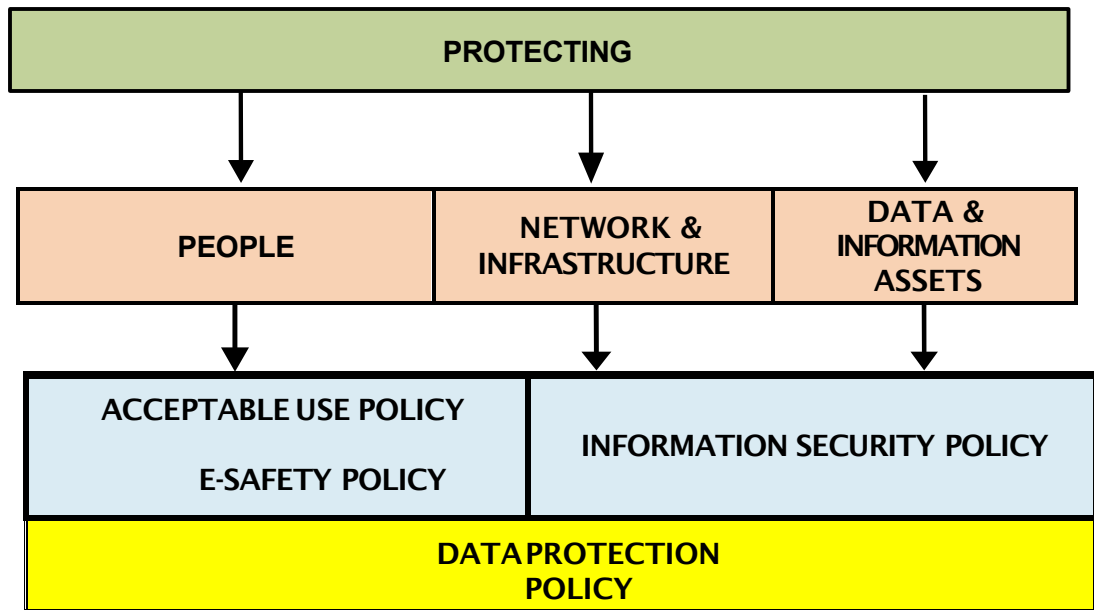 PROTECTING
PEOPLE
NETWORK &
INFRASTRUCTURE
DATA &
INFORMATION
ASSETS
ACCEPTABLE USE POLICY
E-SAFETY POLICY
INFORMATION SECURITY POLICY
DATA PROTECTION
POLICY